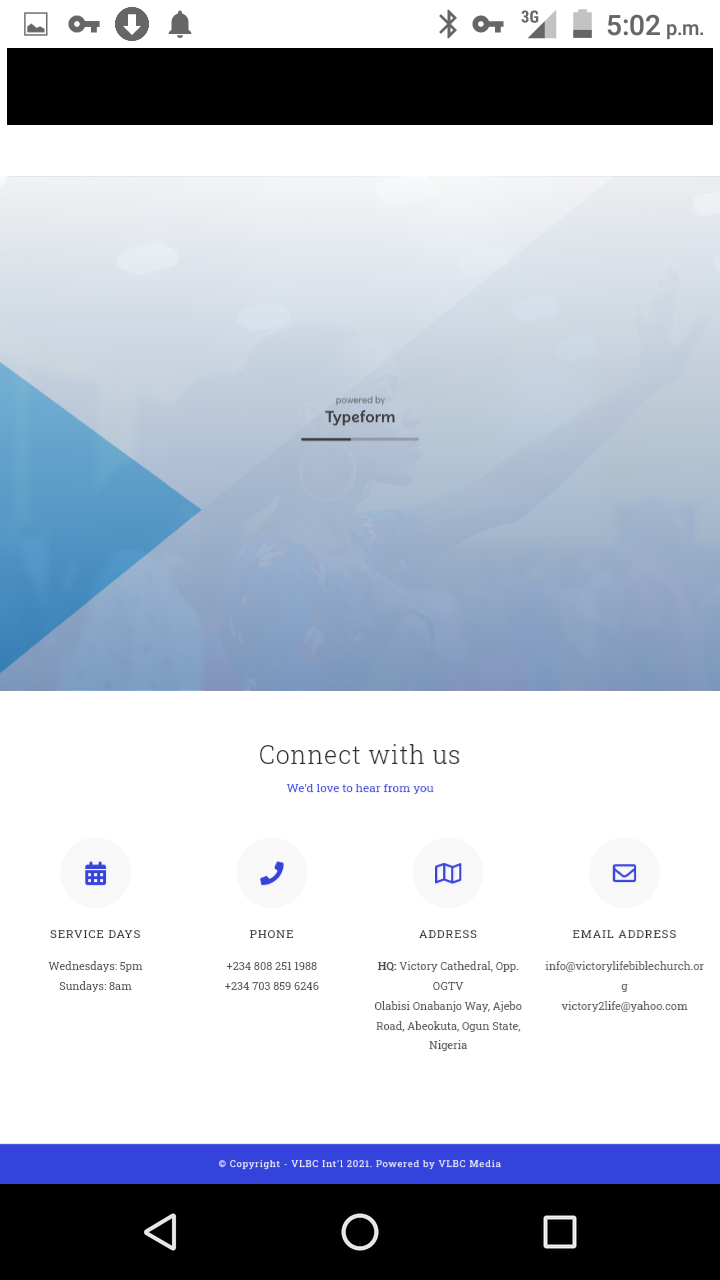 3G 5:02 p.m.
powered by
Typeform
Connect with us
We'd love to hear from you
SERVICE DAYS
Wednesdays: 5pm
Sundays: 8am
PHONE
+234 808 251 1988
+234 703 859 6246
ADDRESS
HQ: Victory Cathedral, Opp.
OGTV
Olabisi Onabanjo Way, Ajebo
Road, Abeokuta, Ogun State,
Nigeria
EMAIL ADDRESS
info@victorylifebiblechurch.or
g
victory2life@yahoo.com
© Copyright - VLBC Int'l 2021. Powered by VLBC Media